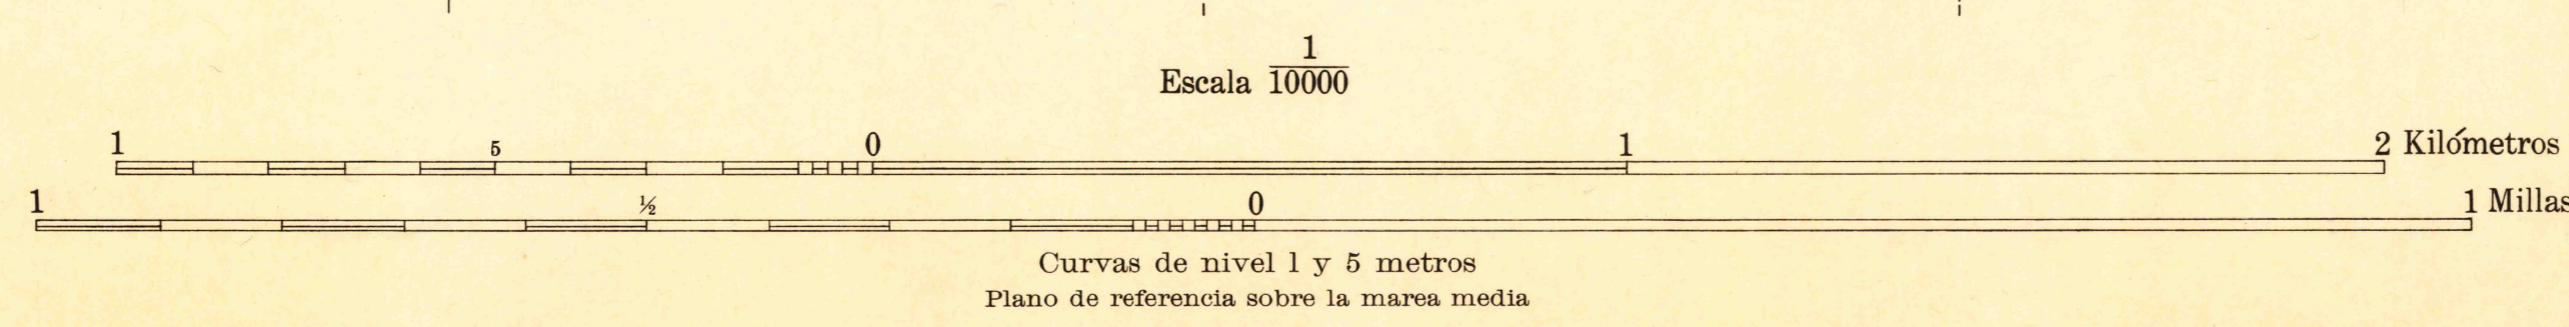 Escala 1/10000
1 5 0 1 2 Kilómetros
1 ½ 0 1 Millas
Curvas de nivel 1 y 5 metros
Plano de referencia sobre la marea media